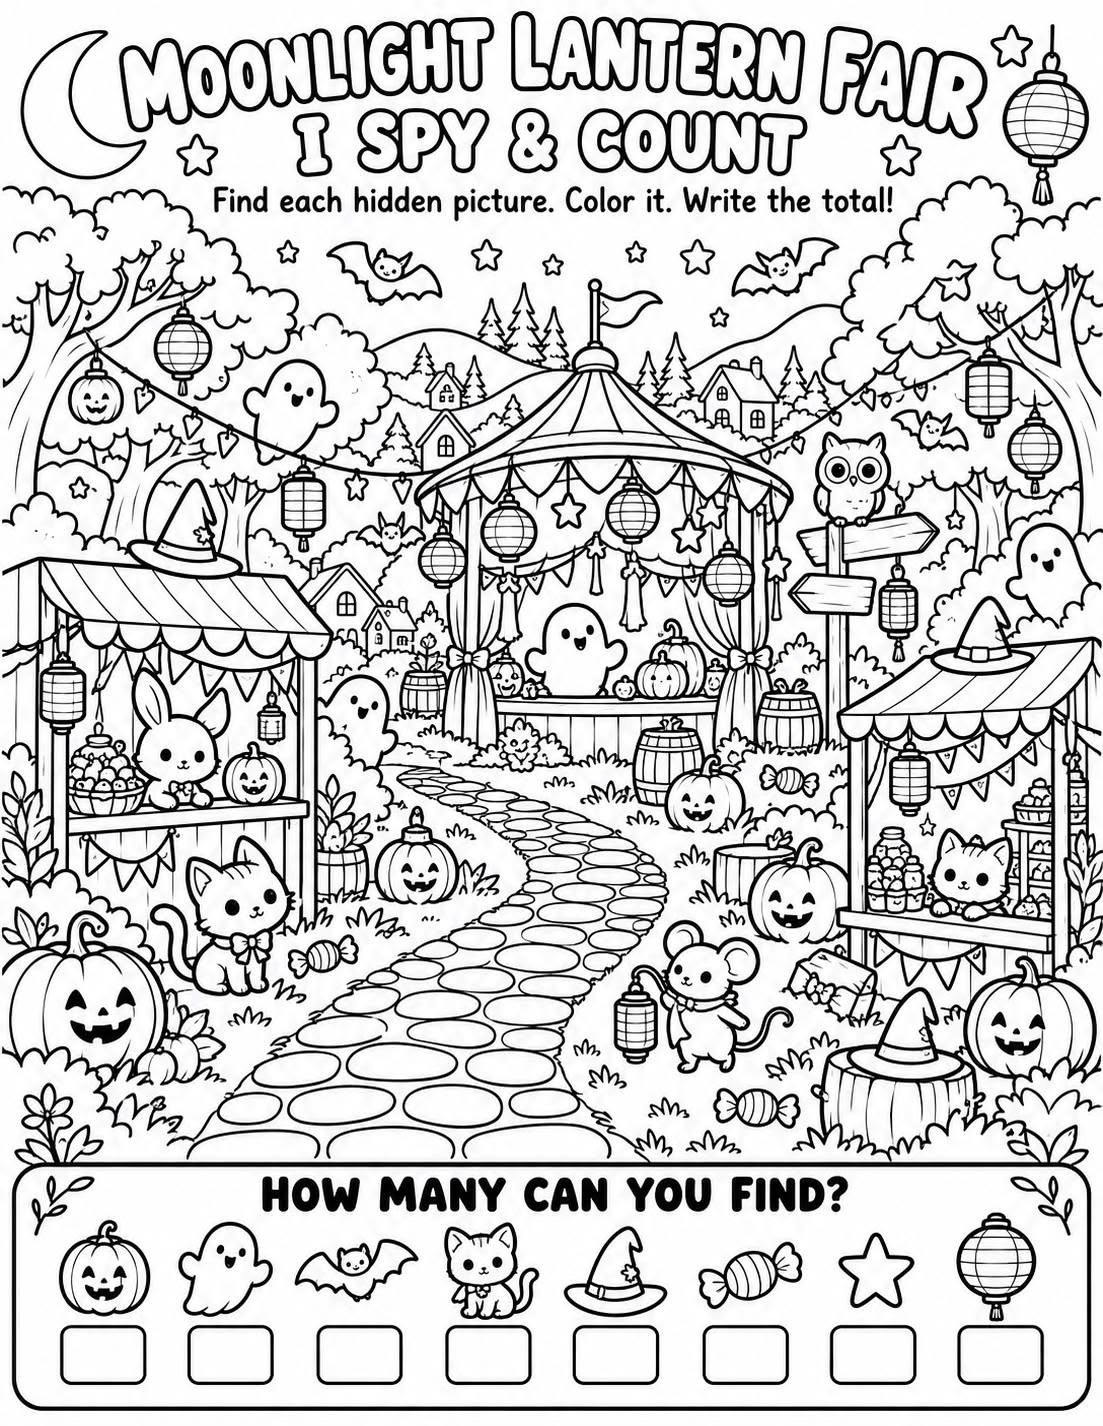 MOONLIGHT LANTERN FAIR
I SPY & COUNT
Find each hidden picture. Color it. Write the total!
HOW MANY CAN YOU FIND?